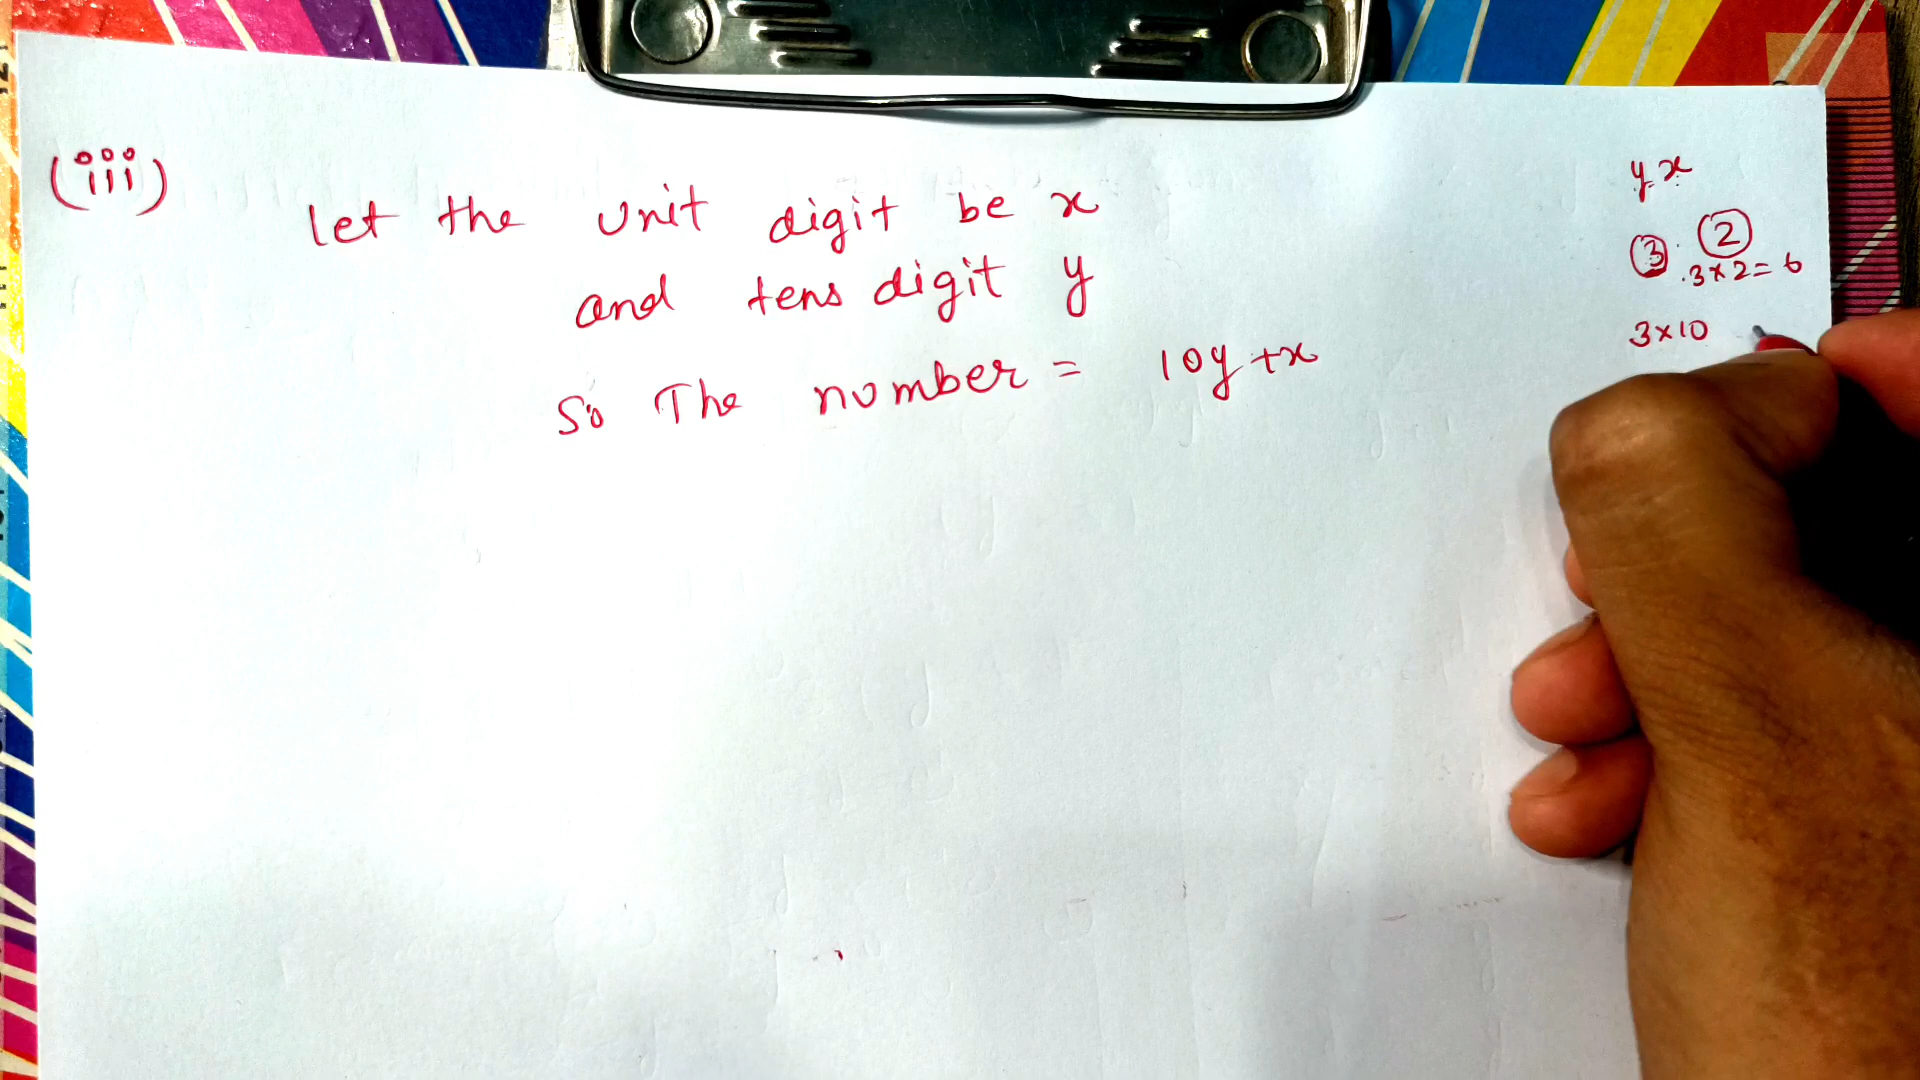 (iii)
let the unit digit be x
and tens digit y
So The number = 10y + x
y x
3 2
3 × 2 = 6
3 × 10